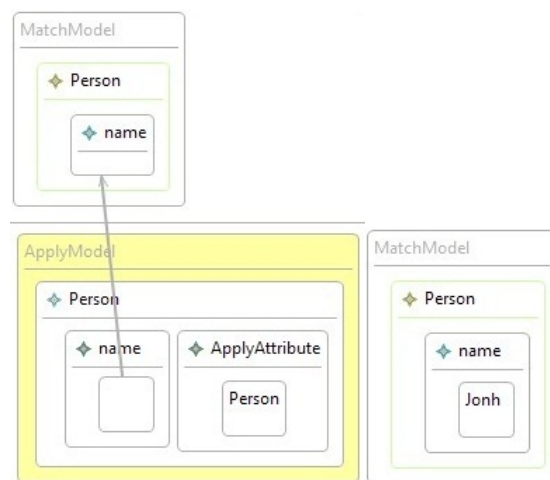 MatchModel
Person
name
ApplyModel
Person
name
ApplyAttribute
Person
MatchModel
Person
name
Jonh